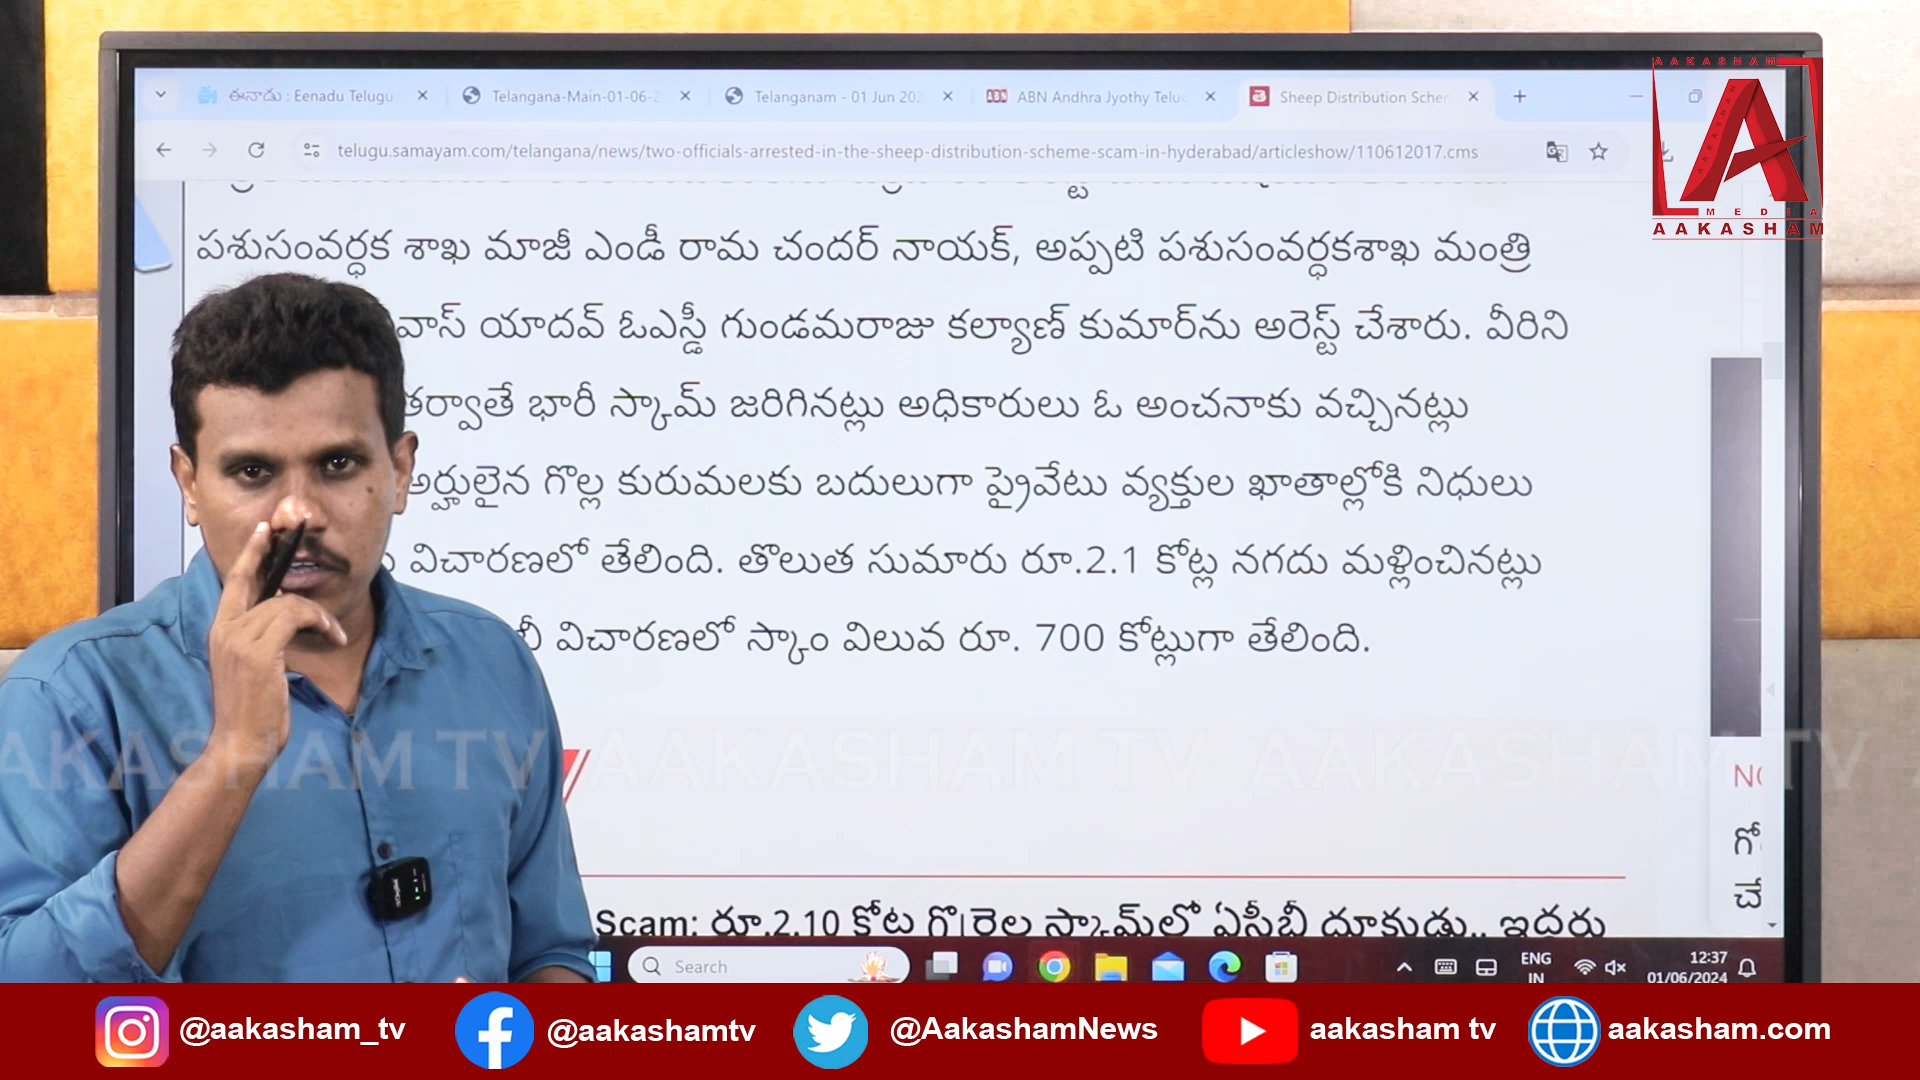 ఈనాడు : Eenadu Telugu
Telangana-Main-01-06-2
Telanganam - 01 Jun 202
ABN Andhra Jyothy Telug
Sheep Distribution Schem
telugu.samayam.com/telangana/news/two-officials-arrested-in-the-sheep-distribution-scheme-scam-in-hyderabad/articleshow/110612017.cms
AAKASHAM
MEDIA
AAKASHAM
పశుసంవర్ధక శాఖ మాజీ ఎండీ రామ చందర్ నాయక్, అప్పటి పశుసంవర్ధకశాఖ మంత్రి
వాస్ యాదవ్ ఓఎస్డీ గుండమరాజు కల్యాణ్ కుమార్‌ను అరెస్ట్ చేశారు. వీరిని
తర్వాతే భారీ స్కామ్ జరిగినట్లు అధికారులు ఓ అంచనాకు వచ్చినట్లు
అర్హులైన గొల్ల కురుమలకు బదులుగా ప్రైవేటు వ్యక్తుల ఖాతాల్లోకి నిధులు
విచారణలో తేలింది. తొలుత సుమారు రూ.2.1 కోట్ల నగదు మళ్లించినట్లు
విచారణలో స్కాం విలువ రూ. 700 కోట్లుగా తేలింది.
AAKASHAM TV AAKASHAM TV AAKASHAM TV
గో
చే
Scam: రూ.2.10 కోట్ల గొర్రెల స్కామ్‌లో ఏసీబీ దూకుడు.. ఇద్దరు
Search
ENG
IN
12:37
01/06/2024
@aakasham_tv
@aakashamtv
@AakashamNews
aakasham tv
aakasham.com